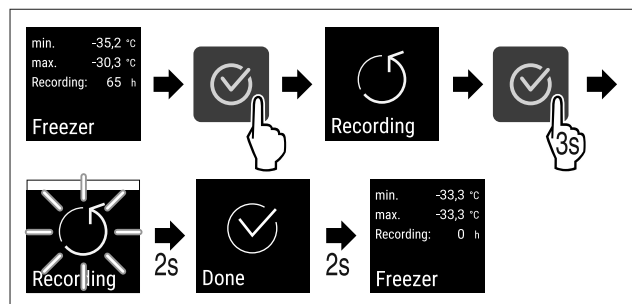 min. -35,2 °C
max. -30,3 °C
Recording: 65 h
Freezer
Recording
3s
Recording
2s
Done
2s
min. -33,3 °C
max. -33,3 °C
Recording: 0 h
Freezer